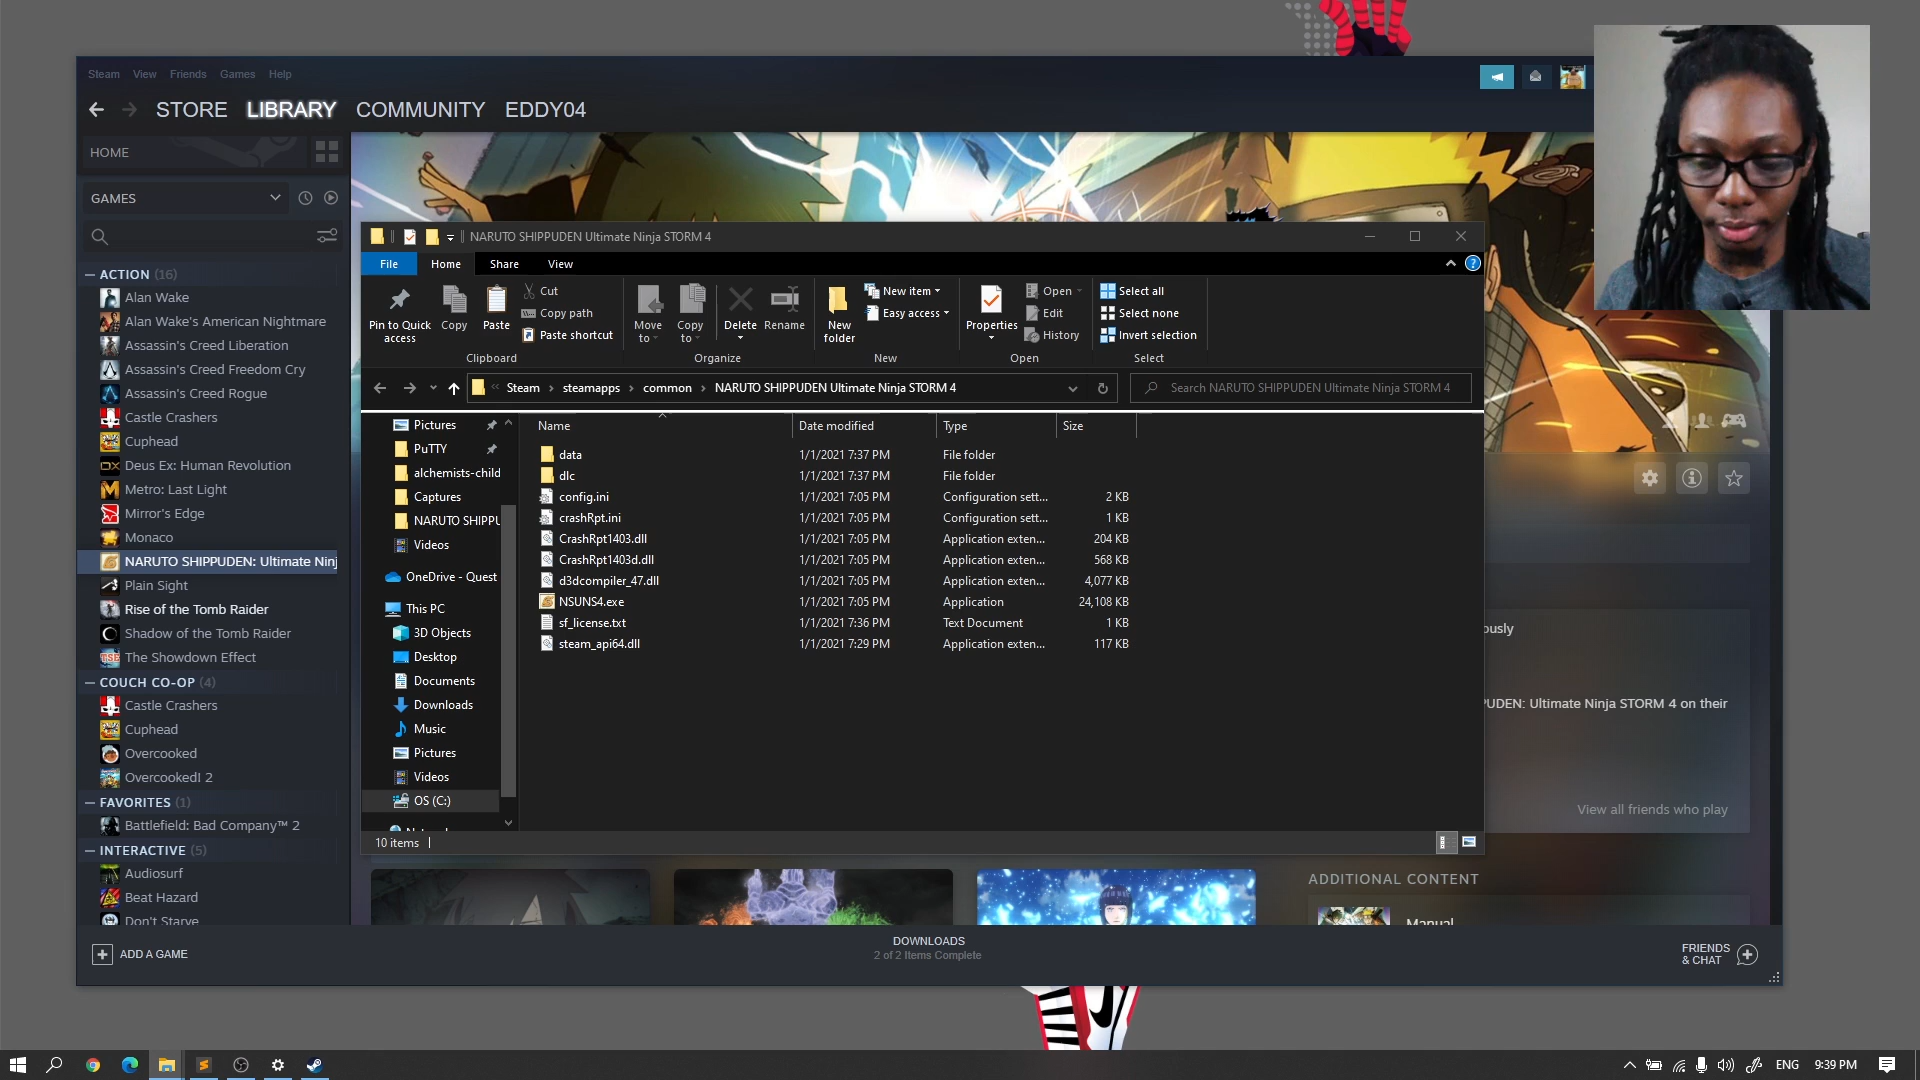 Steam View Friends Games Help
STORE LIBRARY COMMUNITY EDDY04
HOME
GAMES
ACTION (16)
Alan Wake
Alan Wake's American Nightmare
Assassin's Creed Liberation
Assassin's Creed Freedom Cry
Assassin's Creed Rogue
Castle Crashers
Cuphead
Deus Ex: Human Revolution
Metro: Last Light
Mirror's Edge
Monaco
NARUTO SHIPPUDEN: Ultimate Ninj
Plain Sight
Rise of the Tomb Raider
Shadow of the Tomb Raider
The Showdown Effect
COUCH CO-OP (4)
Castle Crashers
Cuphead
Overcooked
Overcooked! 2
FAVORITES (1)
Battlefield: Bad Company™ 2
INTERACTIVE (5)
Audiosurf
Beat Hazard
Don't Starve
ADD A GAME
NARUTO SHIPPUDEN Ultimate Ninja STORM 4
File Home Share View
Pin to Quick access
Copy
Paste
Cut
Copy path
Paste shortcut
Clipboard
Move to
Copy to
Delete
Rename
Organize
New folder
New item
Easy access
New
Properties
Open
Edit
History
Open
Select all
Select none
Invert selection
Select
Steam > steamapps > common > NARUTO SHIPPUDEN Ultimate Ninja STORM 4
Search NARUTO SHIPPUDEN Ultimate Ninja STORM 4
Pictures
PuTTY
alchemists-child
Captures
NARUTO SHIPPU
Videos
OneDrive - Quest
This PC
3D Objects
Desktop
Documents
Downloads
Music
Pictures
Videos
OS (C:)
Name Date modified Type Size
data 1/1/2021 7:37 PM File folder
dlc 1/1/2021 7:37 PM File folder
config.ini 1/1/2021 7:05 PM Configuration sett... 2 KB
crashRpt.ini 1/1/2021 7:05 PM Configuration sett... 1 KB
CrashRpt1403.dll 1/1/2021 7:05 PM Application exten... 204 KB
CrashRpt1403d.dll 1/1/2021 7:05 PM Application exten... 568 KB
d3dcompiler_47.dll 1/1/2021 7:05 PM Application exten... 4,077 KB
NSUNS4.exe 1/1/2021 7:05 PM Application 24,108 KB
sf_license.txt 1/1/2021 7:36 PM Text Document 1 KB
steam_api64.dll 1/1/2021 7:29 PM Application exten... 117 KB
10 items
ously
PUDEN: Ultimate Ninja STORM 4 on their
View all friends who play
ADDITIONAL CONTENT
Manual
DOWNLOADS
2 of 2 Items Complete
FRIENDS
& CHAT
ENG 9:39 PM